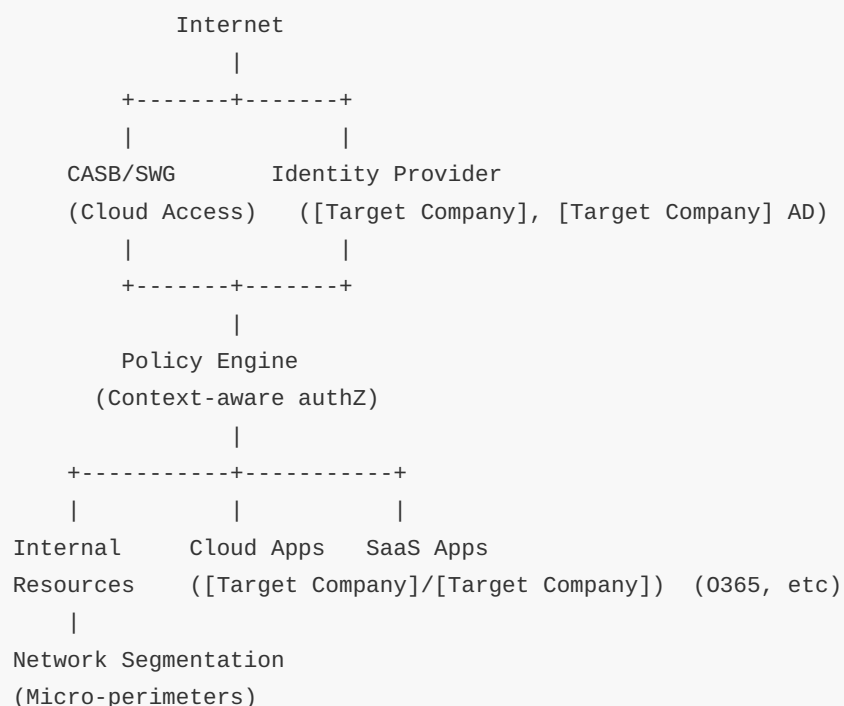 Internet
|
+-------+-------+
| |
CASB/SWG Identity Provider
(Cloud Access) ([Target Company], [Target Company] AD)
| |
+-------+-------+
|
Policy Engine
(Context-aware authZ)
|
+-----------+-----------+
| | |
Internal Cloud Apps SaaS Apps
Resources ([Target Company]/[Target Company]) (O365, etc)
|
Network Segmentation
(Micro-perimeters)